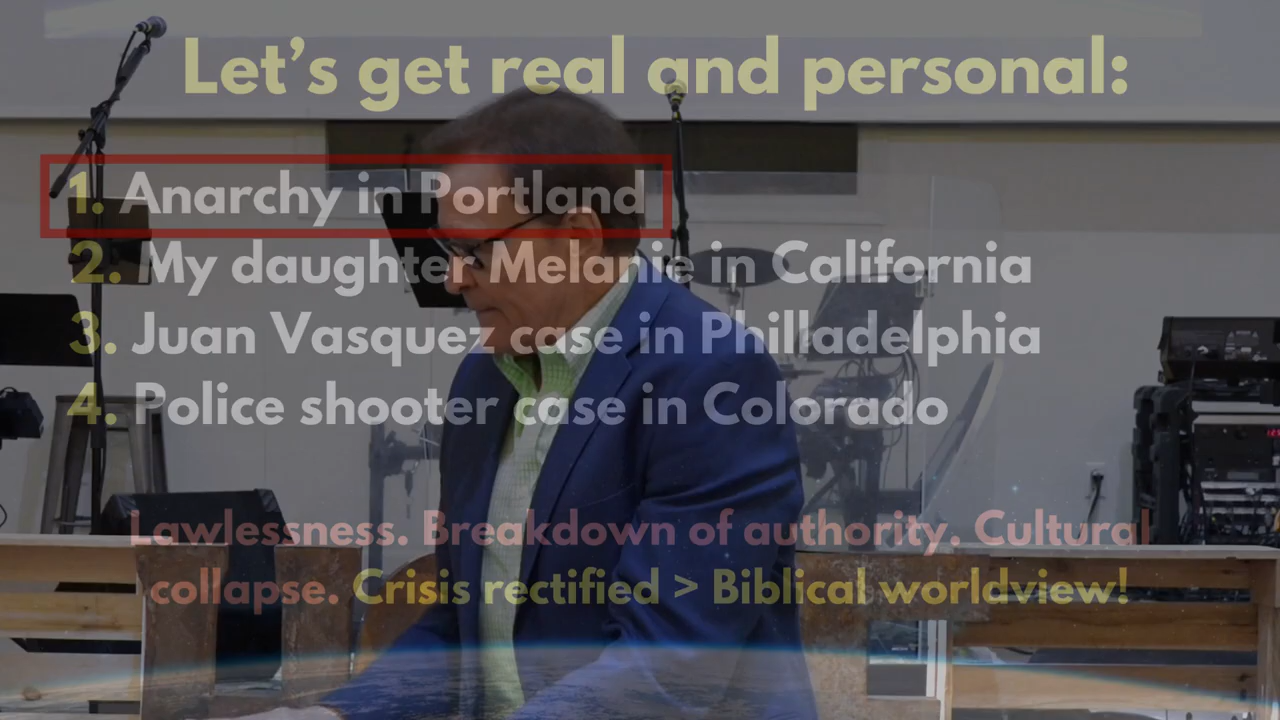 Let’s get real and personal:
1. Anarchy in Portland
2. My daughter Melanie in California
3. Juan Vasquez case in Philadelphia
4. Police shooter case in Colorado
Lawlessness. Breakdown of authority. Cultural
collapse. Crisis rectified > Biblical worldview!